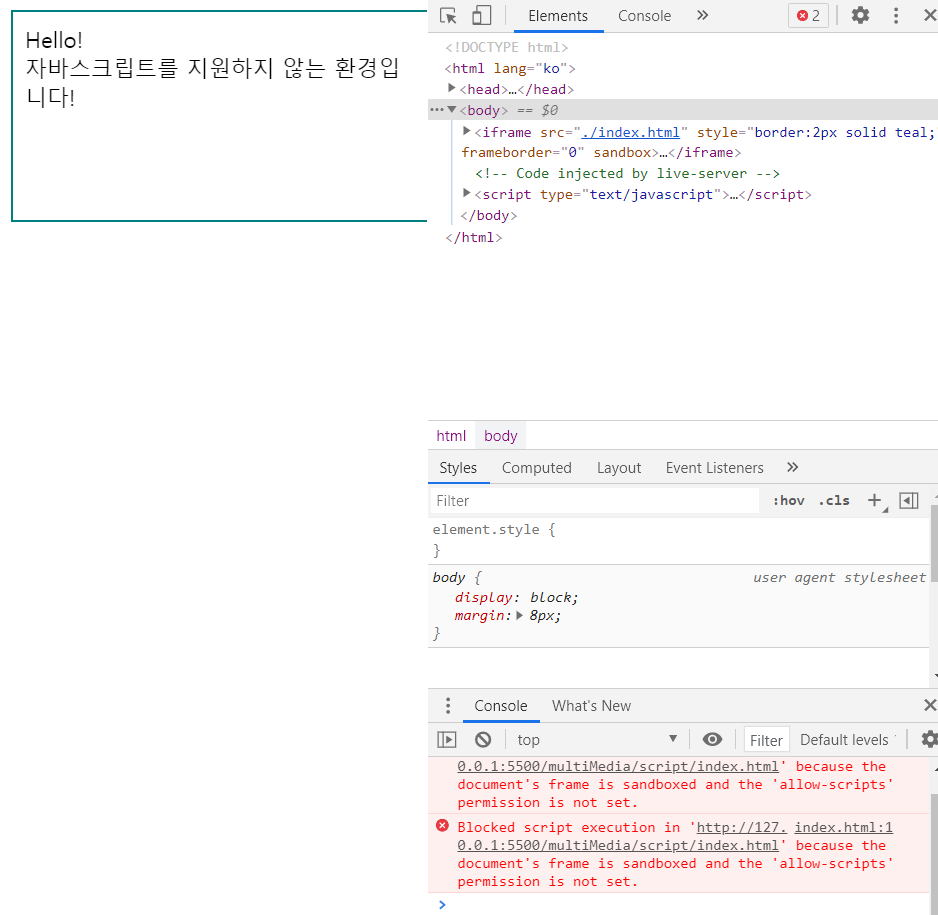 Hello!
자바스크립트를 지원하지 않는 환경입
니다!
Elements Console » 2
<!DOCTYPE html>
<html lang="ko">
<head>…</head>
<body> == $0
<iframe src="./index.html" style="border:2px solid teal;
frameborder="0" sandbox>…</iframe>
<!-- Code injected by live-server -->
<script type="text/javascript">…</script>
</body>
</html>
html body
Styles Computed Layout Event Listeners »
Filter :hov .cls +
element.style {
}
body { user agent stylesheet
display: block;
margin: 8px;
}
Console What's New
top Filter Default levels
0.0.1:5500/multiMedia/script/index.html' because the
document's frame is sandboxed and the 'allow-scripts'
permission is not set.
Blocked script execution in 'http://127. index.html:1
0.0.1:5500/multiMedia/script/index.html' because the
document's frame is sandboxed and the 'allow-scripts'
permission is not set.
>